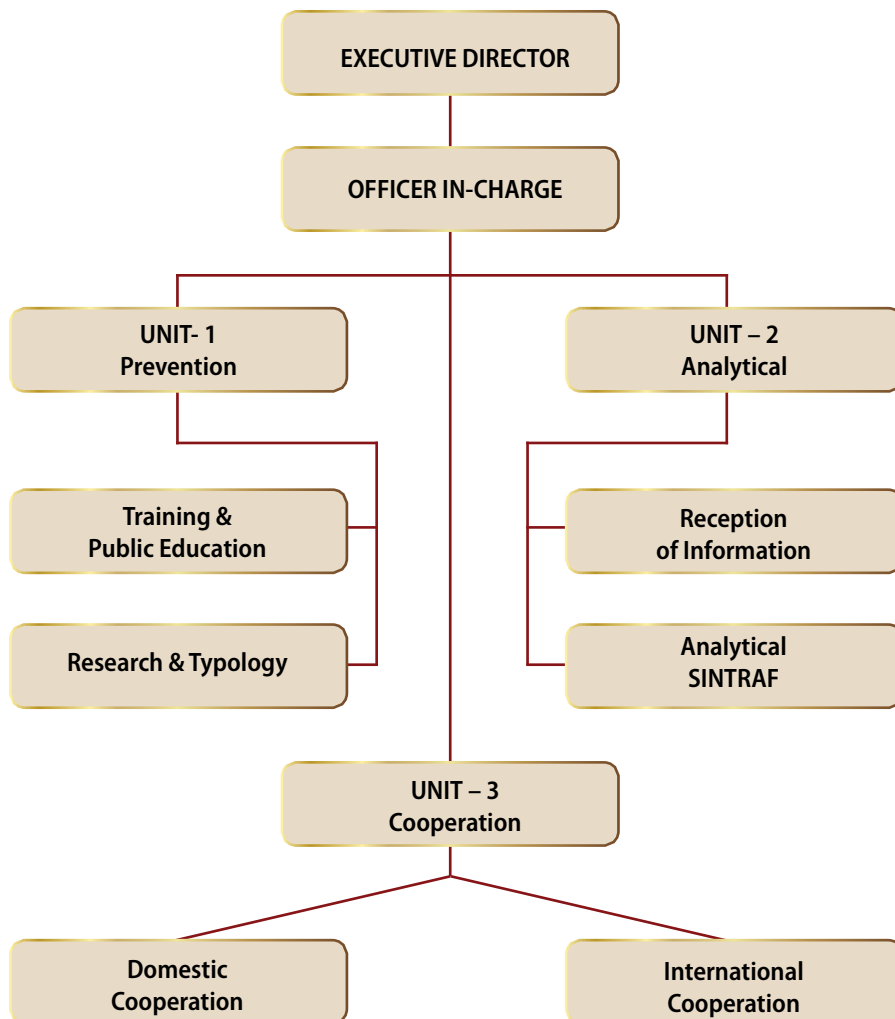 EXECUTIVE DIRECTOR
OFFICER IN-CHARGE
UNIT- 1
Prevention
UNIT – 2
Analytical
Training &
Public Education
Reception
of Information
Research & Typology
Analytical
SINTRAF
UNIT – 3
Cooperation
Domestic
Cooperation
International
Cooperation